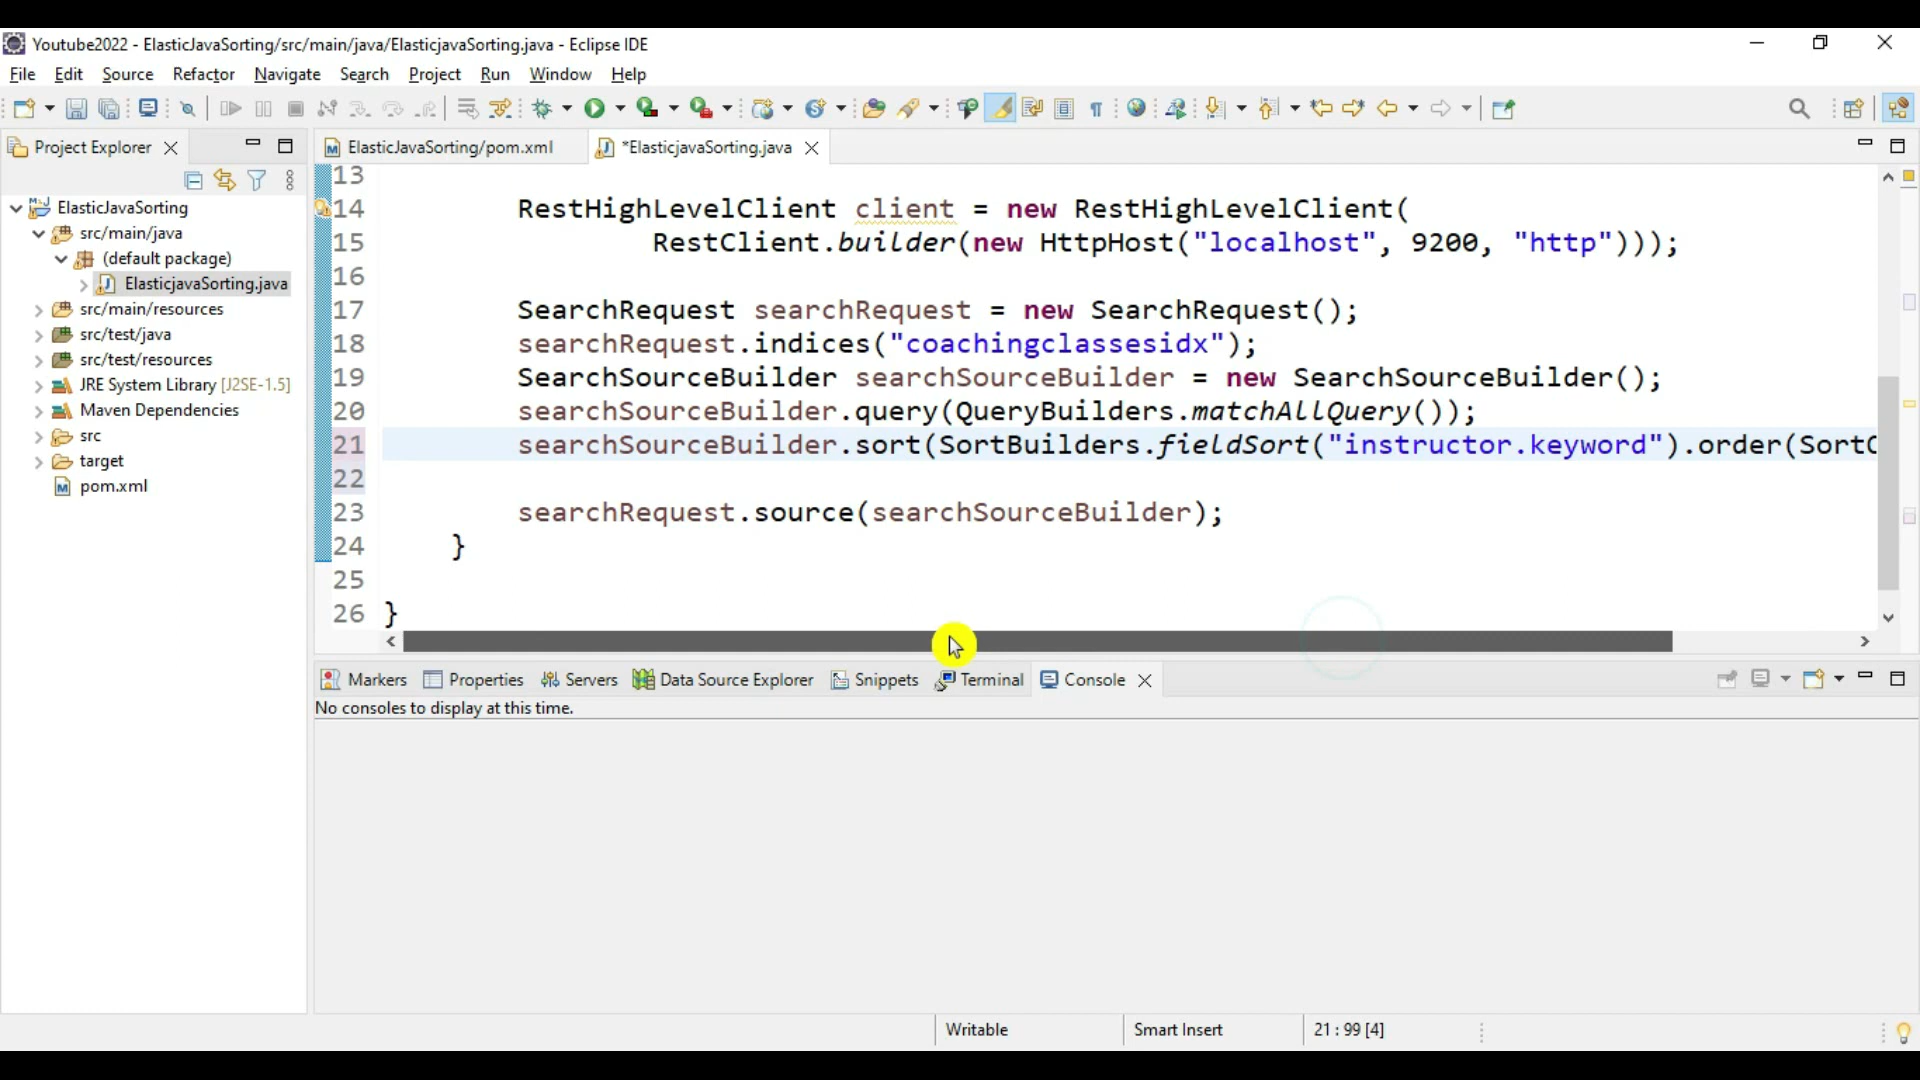 Youtube2022 - ElasticJavaSorting/src/main/java/ElasticjavaSorting.java - Eclipse IDE
File Edit Source Refactor Navigate Search Project Run Window Help
Project Explorer
ElasticJavaSorting/pom.xml
*ElasticjavaSorting.java
ElasticJavaSorting
src/main/java
(default package)
ElasticjavaSorting.java
src/main/resources
src/test/java
src/test/resources
JRE System Library [J2SE-1.5]
Maven Dependencies
src
target
pom.xml
13
14 RestHighLevelClient client = new RestHighLevelClient(
15 RestClient.builder(new HttpHost("localhost", 9200, "http")));
16
17 SearchRequest searchRequest = new SearchRequest();
18 searchRequest.indices("coachingclassesidx");
19 SearchSourceBuilder searchSourceBuilder = new SearchSourceBuilder();
20 searchSourceBuilder.query(QueryBuilders.matchAllQuery());
21 searchSourceBuilder.sort(SortBuilders.fieldSort("instructor.keyword").order(Sort
22
23 searchRequest.source(searchSourceBuilder);
24 }
25
26 }
Markers Properties Servers Data Source Explorer Snippets Terminal Console
No consoles to display at this time.
Writable Smart Insert 21 : 99 [4]